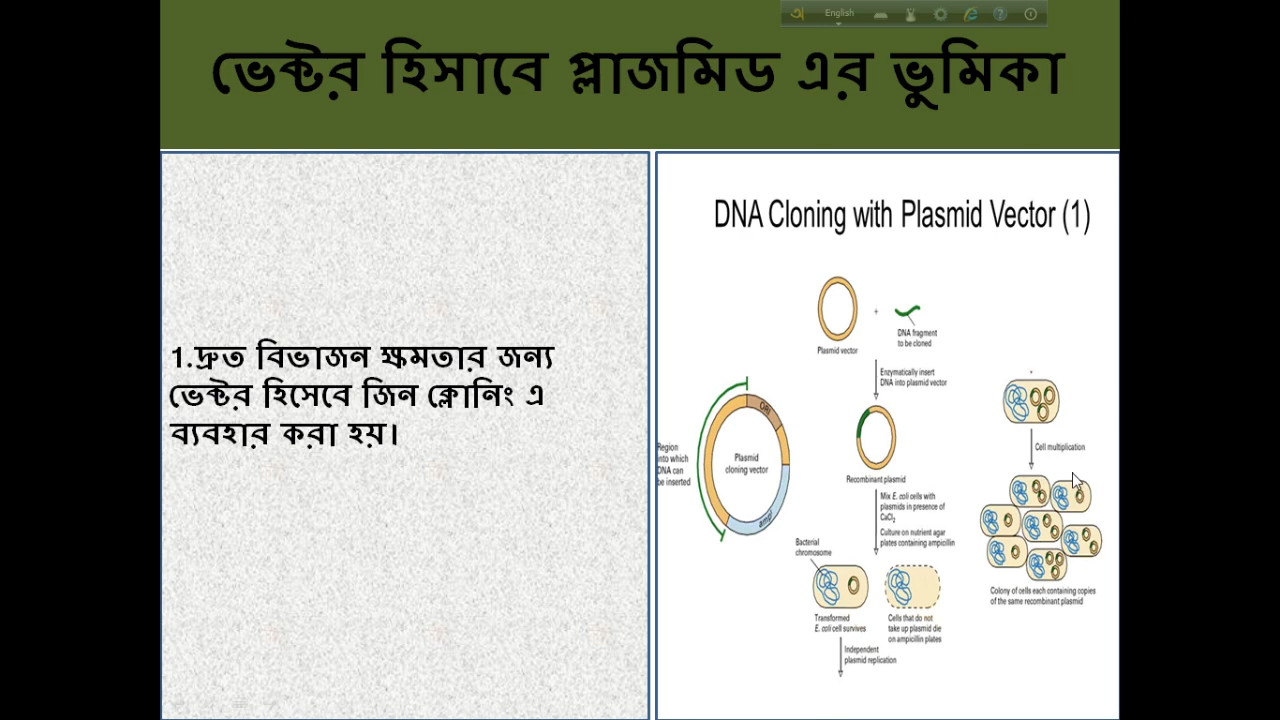 English
ভেক্টর হিসাবে প্লাজমিড এর ভুমিকা
1.দ্রুত বিভাজন ক্ষমতার জন্য
ভেক্টর হিসেবে জিন ক্লোনিং এ
ব্যবহার করা হয়।
DNA Cloning with Plasmid Vector (1)
Plasmid vector
+
DNA fragment
to be cloned
Enzymatically insert
DNA into plasmid vector
Region
into which
DNA can
be inserted
ORI
Plasmid
cloning vector
ampʳ
Recombinant plasmid
Mix E. coli cells with
plasmids in presence of
CaCl₂
Culture on nutrient agar
plates containing ampicillin
Bacterial
chromosome
Transformed
E. coli cell survives
Cells that do not
take up plasmid die
on ampicillin plates
Independent
plasmid replication
Cell multiplication
Colony of cells each containing copies
of the same recombinant plasmid